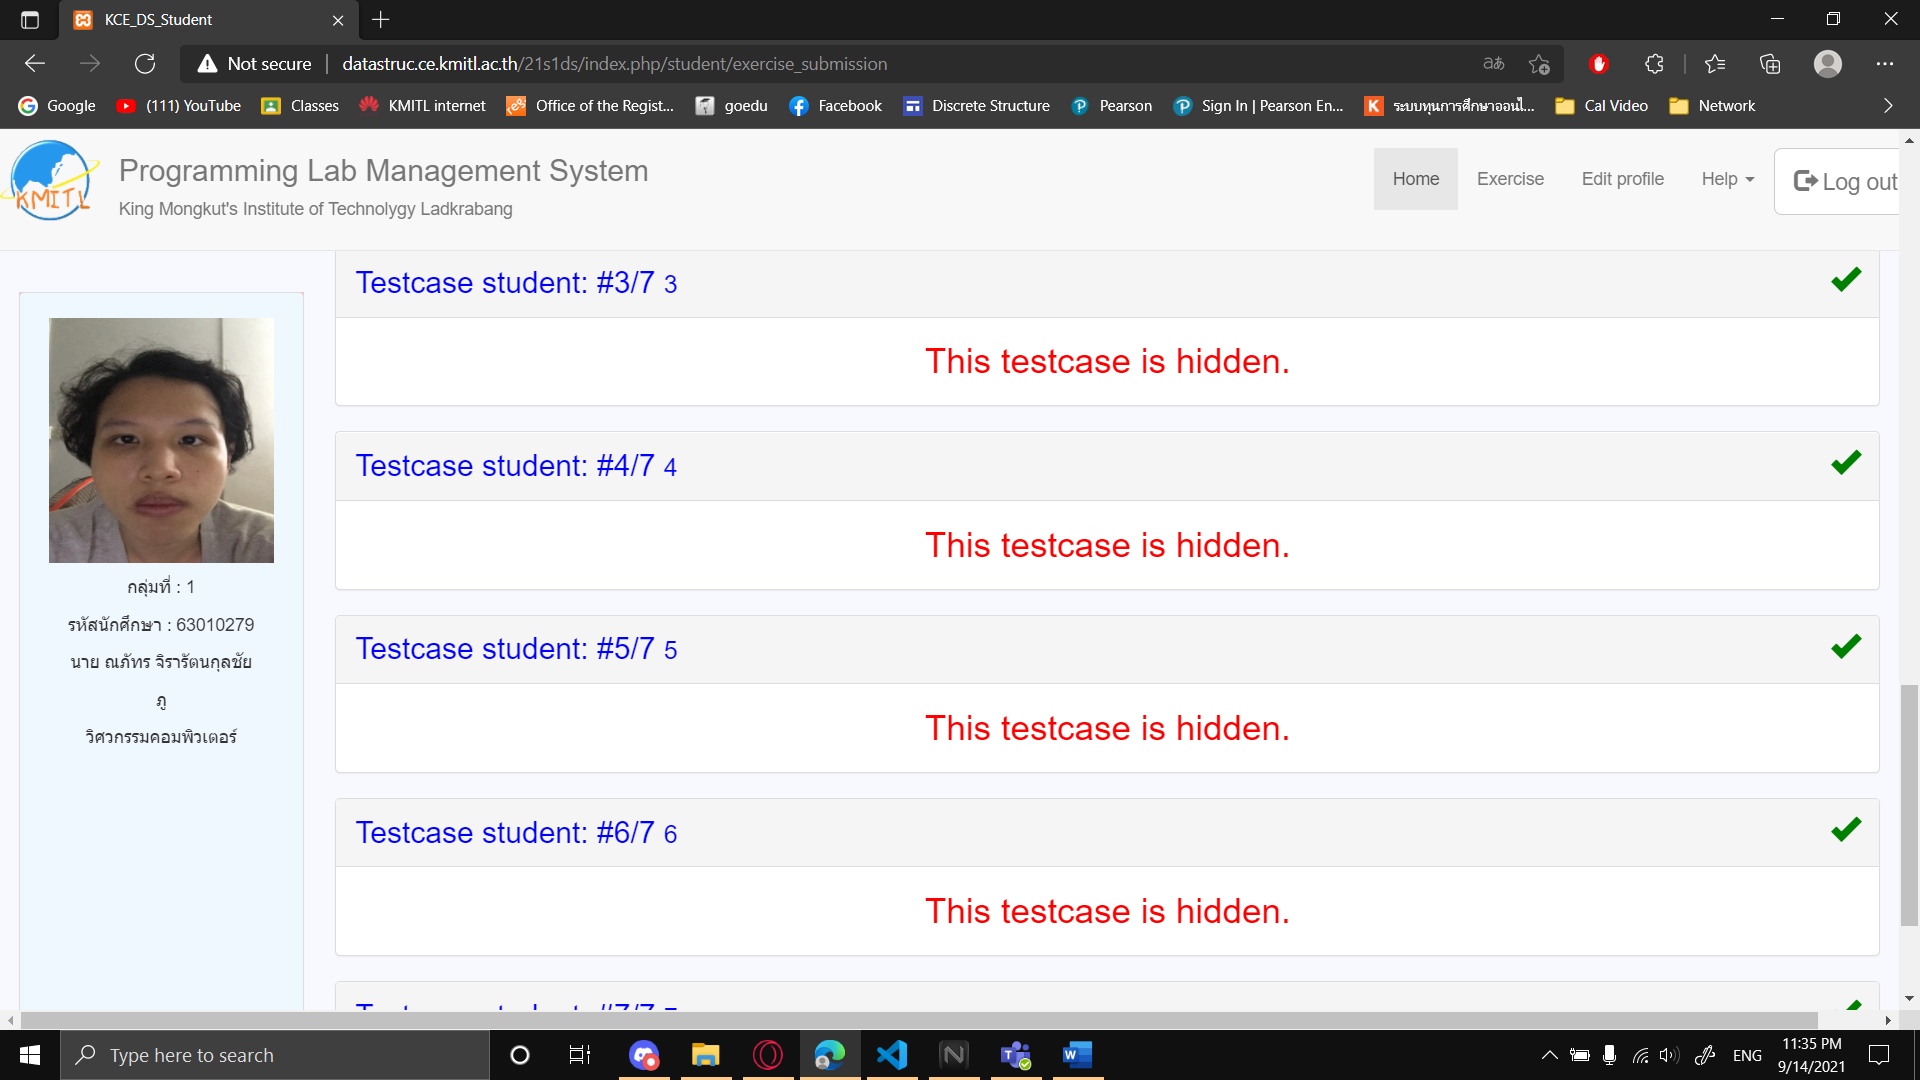 KCE_DS_Student
Not secure
datastruc.ce.kmitl.ac.th/21s1ds/index.php/student/exercise_submission
Google
(111) YouTube
Classes
KMITL internet
Office of the Regist...
goedu
Facebook
Discrete Structure
Pearson
Sign In | Pearson En...
ระบบทุนการศึกษาออนไ...
Cal Video
Network
KMITL
Programming Lab Management System
King Mongkut's Institute of Technolygy Ladkrabang
Home
Exercise
Edit profile
Help
Log out
กลุ่มที่ : 1
รหัสนักศึกษา : 63010279
นาย ณภัทร จิรารัตนกุลชัย
ภู
วิศวกรรมคอมพิวเตอร์
Testcase student: #3/7 3
This testcase is hidden.
Testcase student: #4/7 4
This testcase is hidden.
Testcase student: #5/7 5
This testcase is hidden.
Testcase student: #6/7 6
This testcase is hidden.
Testcase student: #7/7 7
Type here to search
ENG
11:35 PM
9/14/2021